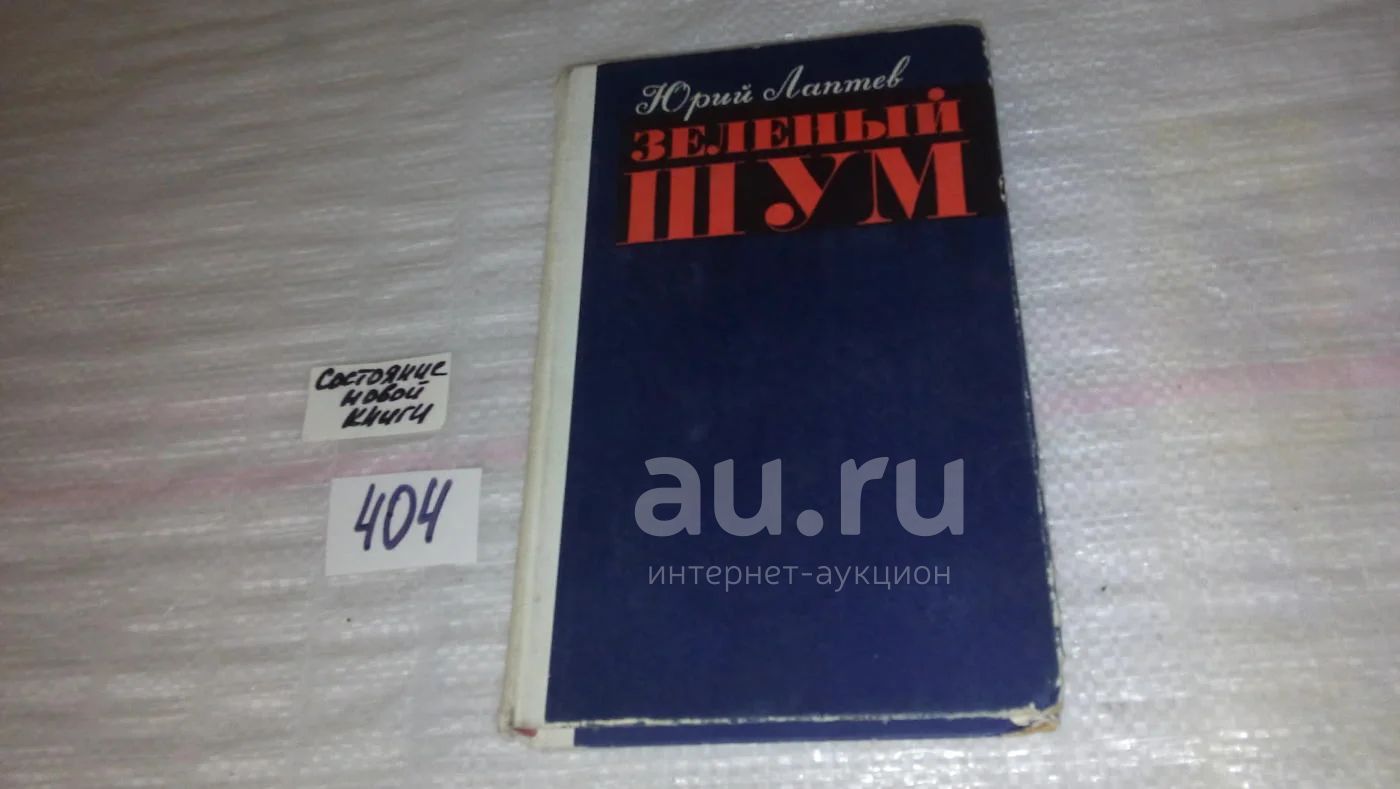 Юрий Лаптев
ЗЕЛЕНЫЙ
ШУМ
Состояние
новой
книги
404
au.ru
интернет-аукцион